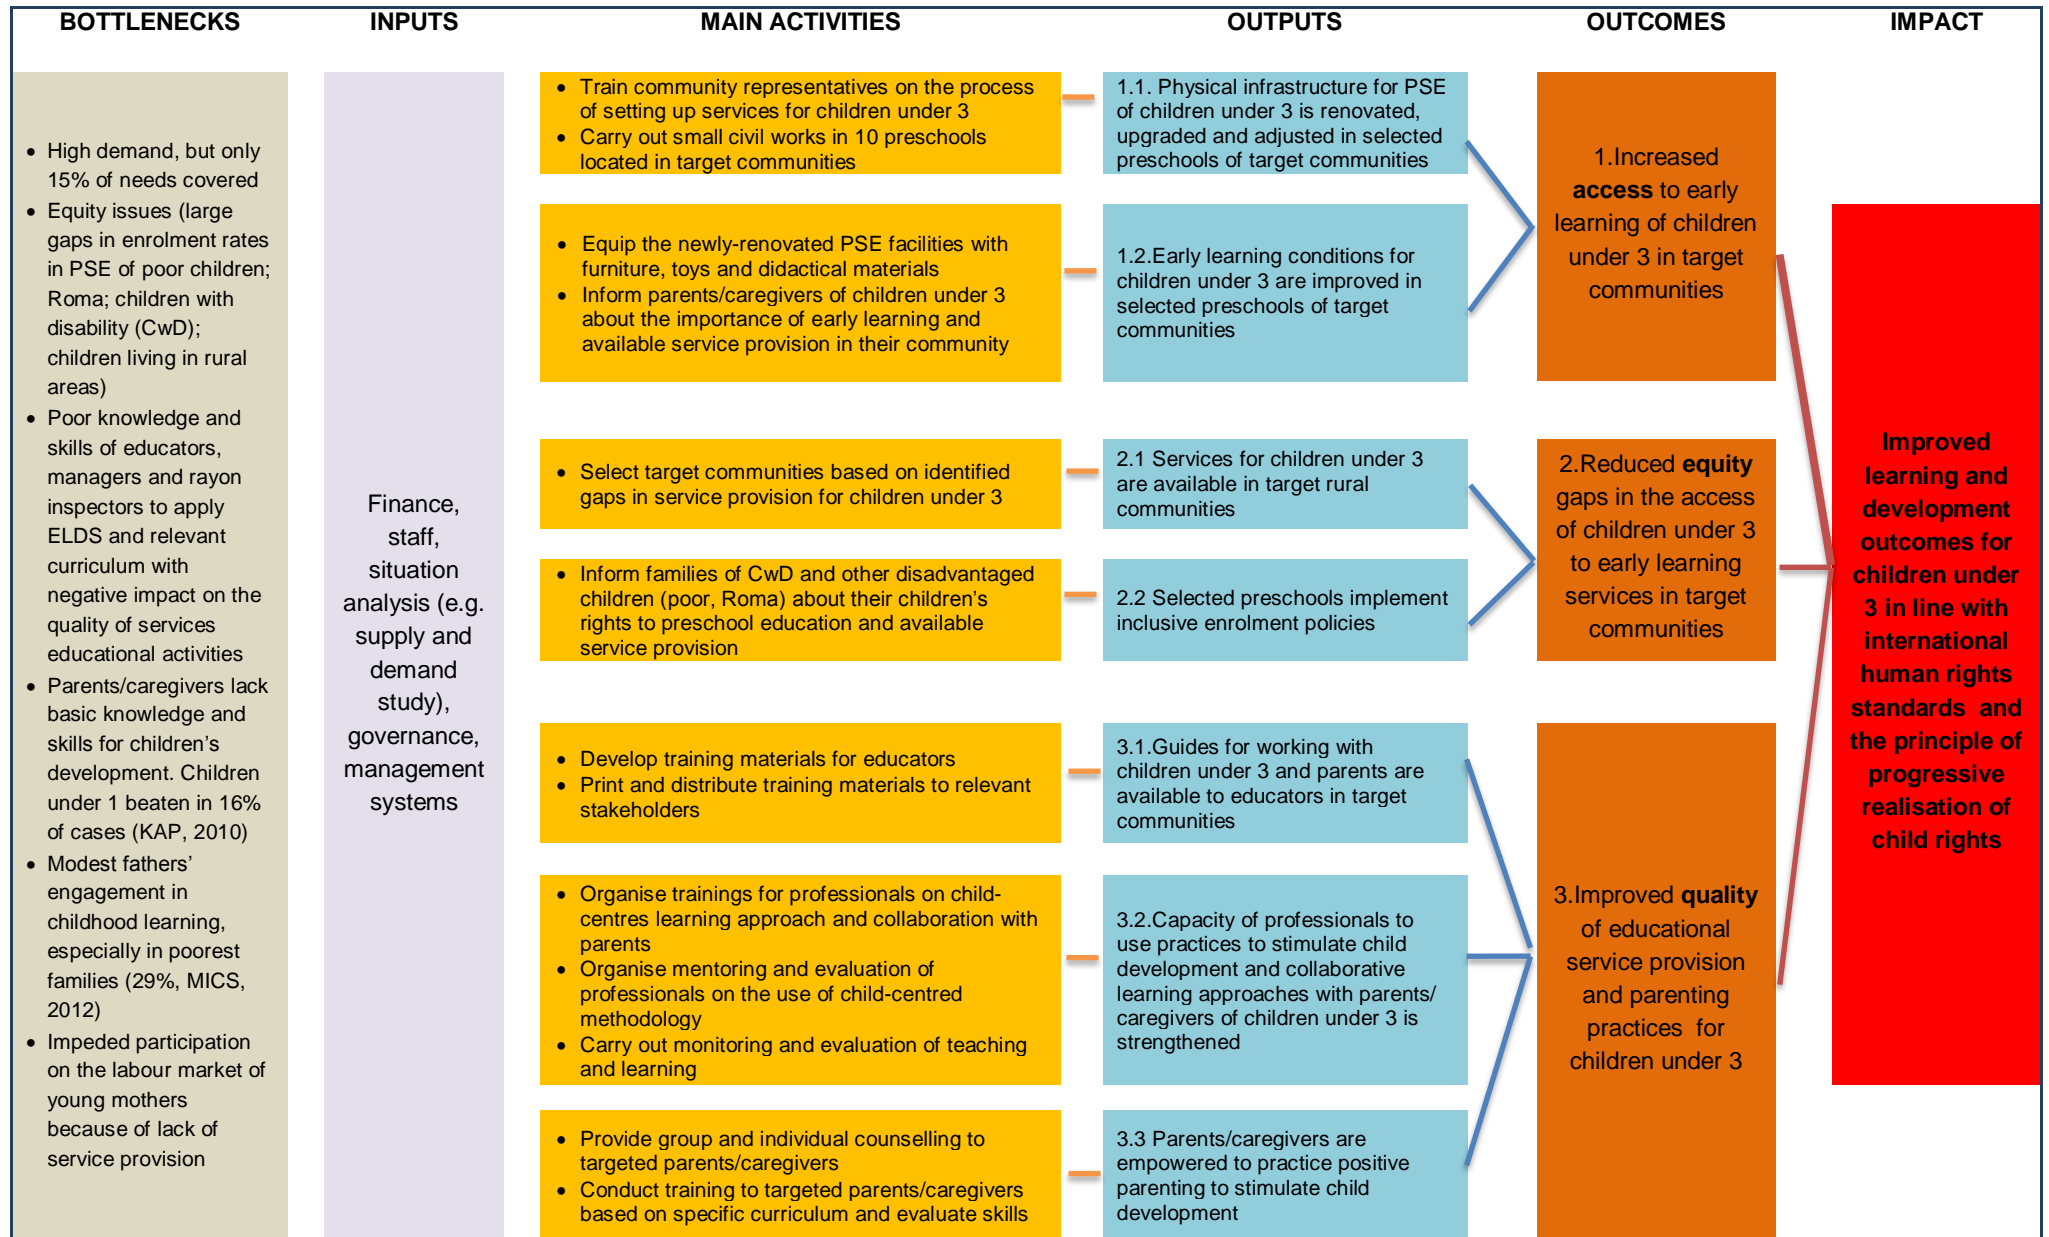 BOTTLENECKS
INPUTS
MAIN ACTIVITIES
OUTPUTS
OUTCOMES
IMPACT
• High demand, but only
15% of needs covered
• Equity issues (large
gaps in enrolment rates
in PSE of poor children;
Roma; children with
disability (CwD);
children living in rural
areas)
• Poor knowledge and
skills of educators,
managers and rayon
inspectors to apply
ELDS and relevant
curriculum with
negative impact on the
quality of services
educational activities
• Parents/caregivers lack
basic knowledge and
skills for children’s
development. Children
under 1 beaten in 16%
of cases (KAP, 2010)
• Modest fathers’
engagement in
childhood learning,
especially in poorest
families (29%, MICS,
2012)
• Impeded participation
on the labour market of
young mothers
because of lack of
service provision
Finance,
staff,
situation
analysis (e.g.
supply and
demand
study),
governance,
management
systems
• Train community representatives on the process
of setting up services for children under 3
• Carry out small civil works in 10 preschools
located in target communities
• Equip the newly-renovated PSE facilities with
furniture, toys and didactical materials
• Inform parents/caregivers of children under 3
about the importance of early learning and
available service provision in their community
• Select target communities based on identified
gaps in service provision for children under 3
• Inform families of CwD and other disadvantaged
children (poor, Roma) about their children’s
rights to preschool education and available
service provision
• Develop training materials for educators
• Print and distribute training materials to relevant
stakeholders
• Organise trainings for professionals on child-
centres learning approach and collaboration with
parents
• Organise mentoring and evaluation of
professionals on the use of child-centred
methodology
• Carry out monitoring and evaluation of teaching
and learning
• Provide group and individual counselling to
targeted parents/caregivers
• Conduct training to targeted parents/caregivers
based on specific curriculum and evaluate skills
1.1. Physical infrastructure for PSE
of children under 3 is renovated,
upgraded and adjusted in selected
preschools of target communities
1.2.Early learning conditions for
children under 3 are improved in
selected preschools of target
communities
2.1 Services for children under 3
are available in target rural
communities
2.2 Selected preschools implement
inclusive enrolment policies
3.1.Guides for working with
children under 3 and parents are
available to educators in target
communities
3.2.Capacity of professionals to
use practices to stimulate child
development and collaborative
learning approaches with parents/
caregivers of children under 3 is
strengthened
3.3 Parents/caregivers are
empowered to practice positive
parenting to stimulate child
development
1.Increased
access to early
learning of children
under 3 in target
communities
2.Reduced equity
gaps in the access
of children under 3
to early learning
services in target
communities
3.Improved quality
of educational
service provision
and parenting
practices for
children under 3
Improved
learning and
development
outcomes for
children under
3 in line with
international
human rights
standards and
the principle of
progressive
realisation of
child rights